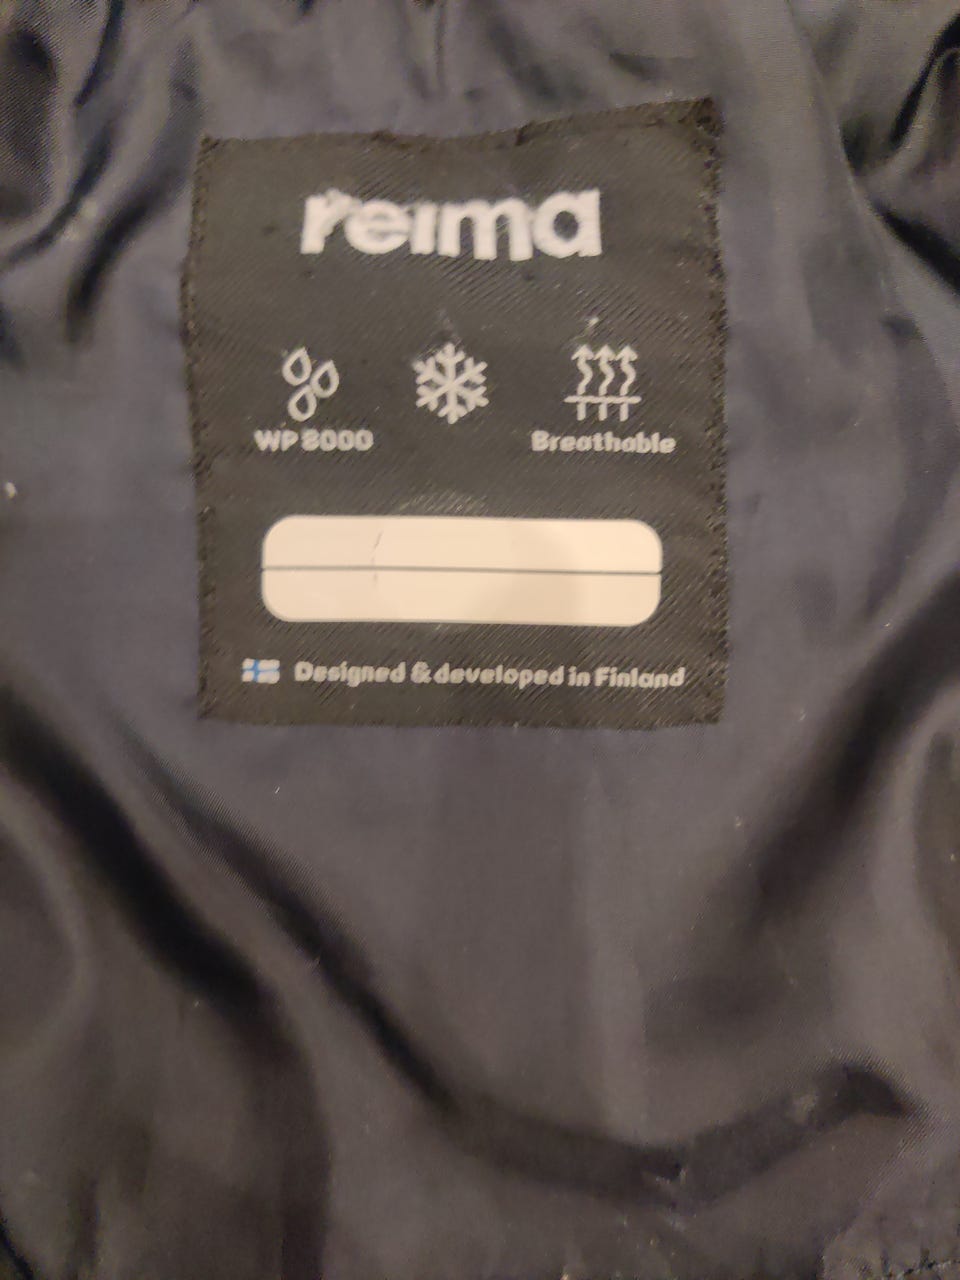 reima
WP 8000
Breathable
Designed & developed in Finland